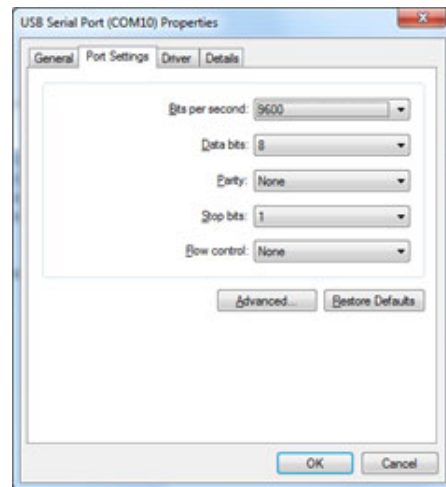 USB Serial Port (COM10) Properties
General Port Settings Driver Details
Bits per second: 9600
Data bits: 8
Parity: None
Stop bits: 1
Flow control: None
Advanced... Restore Defaults
OK Cancel